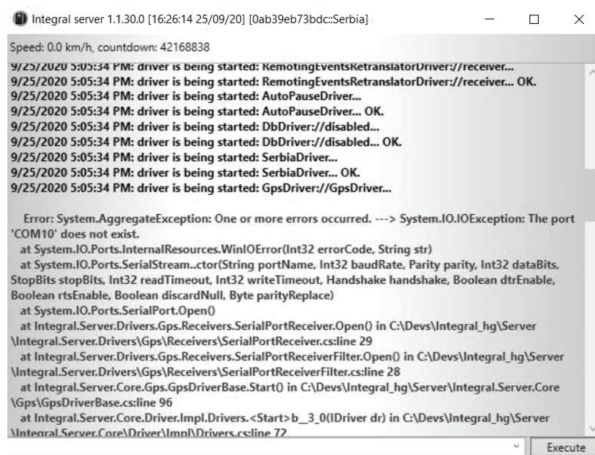 Integral server 1.1.30.0 [16:26:14 25/09/20] [0ab39eb73bdc::Serbia]
Speed: 0.0 km/h, countdown: 42168838
9/25/2020 5:05:34 PM: driver is being started: RemotingEventsRetranslatorDriver://receiver...
9/25/2020 5:05:34 PM: driver is being started: RemotingEventsRetranslatorDriver://receiver... OK.
9/25/2020 5:05:34 PM: driver is being started: AutoPauseDriver...
9/25/2020 5:05:34 PM: driver is being started: AutoPauseDriver... OK.
9/25/2020 5:05:34 PM: driver is being started: DbDriver://disabled...
9/25/2020 5:05:34 PM: driver is being started: DbDriver://disabled... OK.
9/25/2020 5:05:34 PM: driver is being started: SerbiaDriver...
9/25/2020 5:05:34 PM: driver is being started: SerbiaDriver... OK.
9/25/2020 5:05:34 PM: driver is being started: GpsDriver://GpsDriver...
Error: System.AggregateException: One or more errors occurred. ---> System.IO.IOException: The port
'COM10' does not exist.
at System.IO.Ports.InternalResources.WinIOError(Int32 errorCode, String str)
at System.IO.Ports.SerialStream..ctor(String portName, Int32 baudRate, Parity parity, Int32 dataBits,
StopBits stopBits, Int32 readTimeout, Int32 writeTimeout, Handshake handshake, Boolean dtrEnable,
Boolean rtsEnable, Boolean discardNull, Byte parityReplace)
at System.IO.Ports.SerialPort.Open()
at Integral.Server.Drivers.Gps.Receivers.SerialPortReceiver.Open() in C:\Devs\Integral_hg\Server
\Integral.Server.Drivers\Gps\Receivers\SerialPortReceiver.cs:line 29
at Integral.Server.Drivers.Gps.Receivers.SerialPortReceiverFilter.Open() in C:\Devs\Integral_hg\Server
\Integral.Server.Drivers\Gps\Receivers\SerialPortReceiverFilter.cs:line 28
at Integral.Server.Core.Gps.GpsDriverBase.Start() in C:\Devs\Integral_hg\Server\Integral.Server.Core
\Gps\GpsDriverBase.cs:line 96
at Integral.Server.Core.Driver.Impl.Drivers.<Start>b__3_0(IDriver dr) in C:\Devs\Integral_hg\Server
\Integral.Server.Core\Driver\Impl\Drivers.cs:line 72
Execute